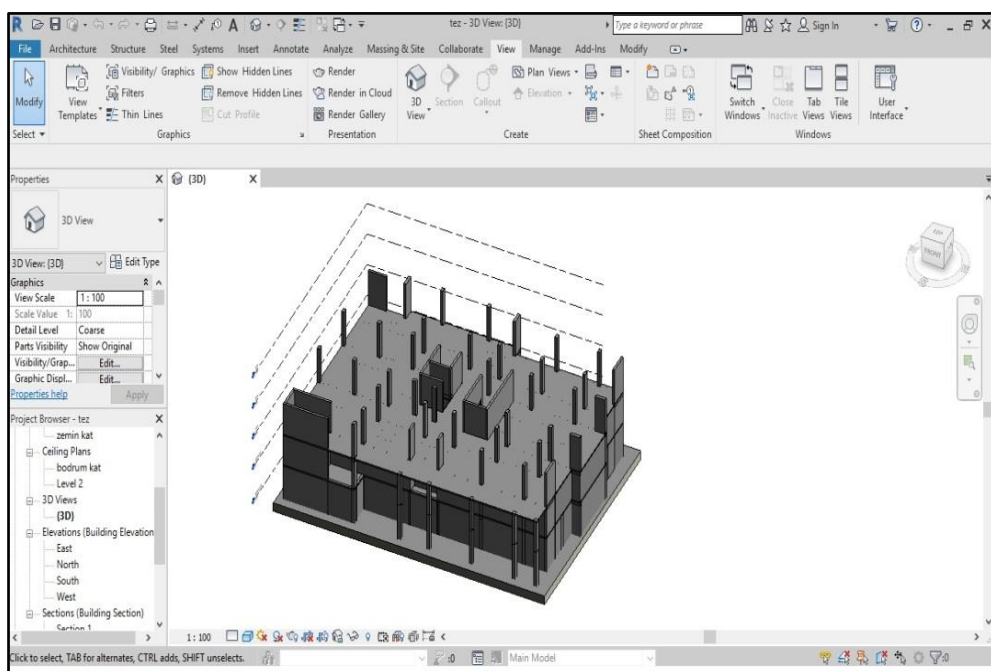 R A tez - 3D View: {3D} Type a keyword or phrase Sign In
File Architecture Structure Steel Systems Insert Annotate Analyze Massing & Site Collaborate View Manage Add-Ins Modify
Modify View Templates Visibility/ Graphics Show Hidden Lines Render 3D View Section Callout Plan Views Switch Windows Close Inactive Tab Views Tile Views User Interface
Filters Remove Hidden Lines Render in Cloud Elevation
Thin Lines Cut Profile Render Gallery
Select Graphics Presentation Create Sheet Composition Windows
Properties X {3D} X
3D View
3D View: {3D} Edit Type
Graphics
View Scale 1 : 100
Scale Value 1: 100
Detail Level Coarse
Parts Visibility Show Original
Visibility/Grap... Edit...
Graphic Displ... Edit...
Properties help Apply
Project Browser - tez X
zemin kat
Ceiling Plans
bodrum kat
Level 2
3D Views
{3D}
Elevations (Building Elevation
East
North
South
West
Sections (Building Section)
Section 1
FRONT
1 : 100
Click to select, TAB for alternates, CTRL adds, SHIFT unselects. :0 Main Model :0